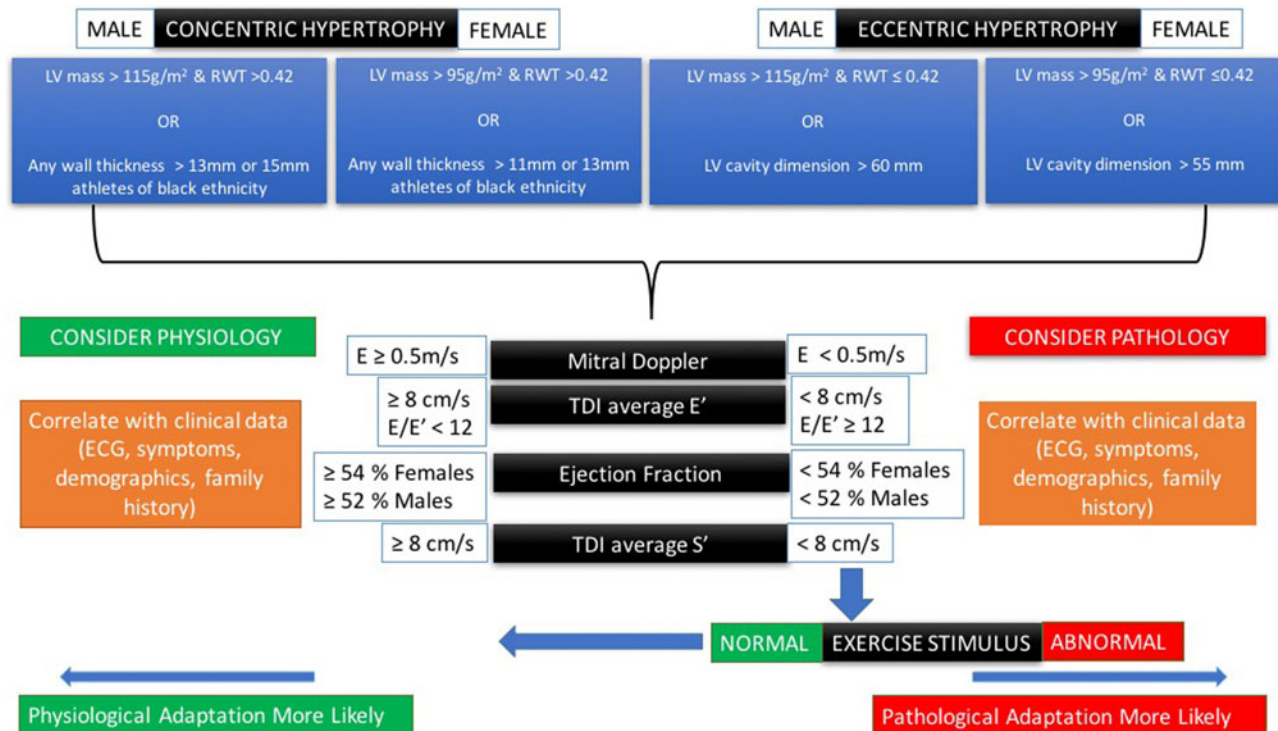 MALE CONCENTRIC HYPERTROPHY FEMALE
LV mass > 115g/m² & RWT >0.42
OR
Any wall thickness > 13mm or 15mm
athletes of black ethnicity
LV mass > 95g/m² & RWT >0.42
OR
Any wall thickness > 11mm or 13mm
athletes of black ethnicity
MALE ECCENTRIC HYPERTROPHY FEMALE
LV mass > 115g/m² & RWT ≤ 0.42
OR
LV cavity dimension > 60 mm
LV mass > 95g/m² & RWT ≤0.42
OR
LV cavity dimension > 55 mm
CONSIDER PHYSIOLOGY
Correlate with clinical data
(ECG, symptoms,
demographics, family
history)
E ≥ 0.5m/s
Mitral Doppler
E < 0.5m/s
≥ 8 cm/s
E/E’ < 12
TDI average E’
< 8 cm/s
E/E’ ≥ 12
≥ 54 % Females
≥ 52 % Males
Ejection Fraction
< 54 % Females
< 52 % Males
≥ 8 cm/s
TDI average S’
< 8 cm/s
CONSIDER PATHOLOGY
Correlate with clinical data
(ECG, symptoms,
demographics, family
history)
NORMAL EXERCISE STIMULUS ABNORMAL
Physiological Adaptation More Likely
Pathological Adaptation More Likely